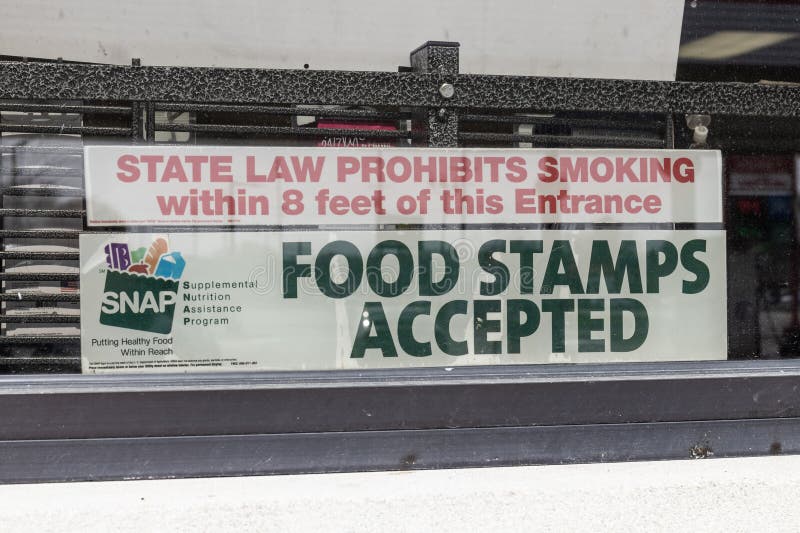 STATE LAW PROHIBITS SMOKING
within 8 feet of this Entrance
SNAP
Supplemental
Nutrition
Assistance
Program
Putting Healthy Food
Within Reach
FOOD STAMPS
ACCEPTED